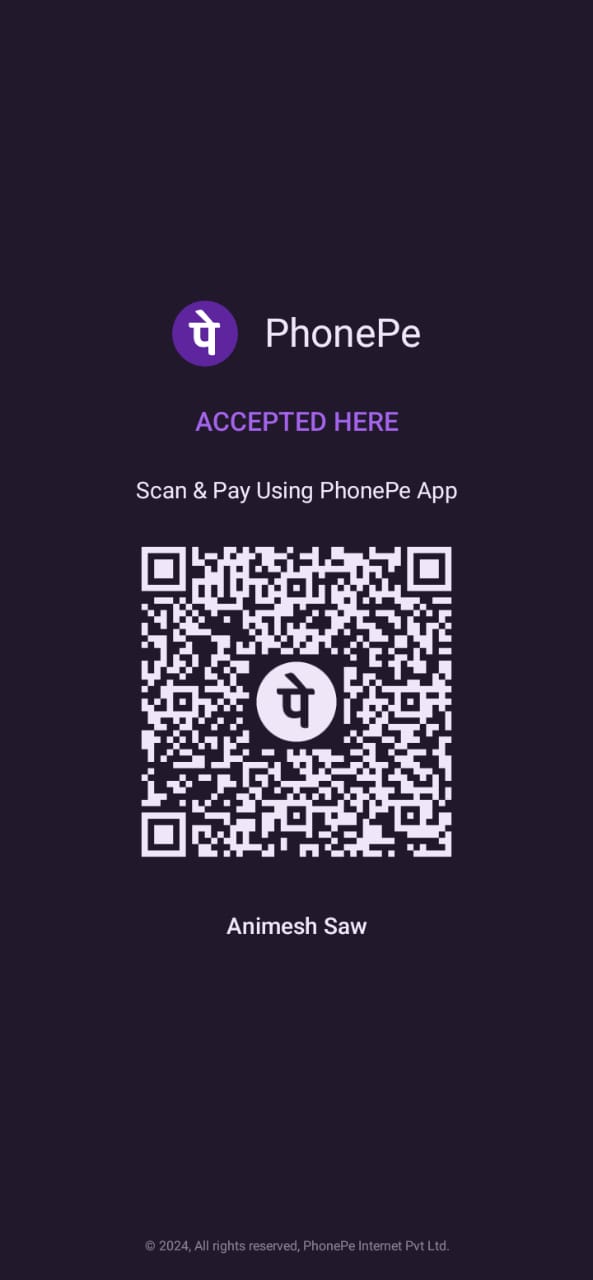 पे PhonePe
ACCEPTED HERE
Scan & Pay Using PhonePe App
पे
Animesh Saw
© 2024, All rights reserved, PhonePe Internet Pvt Ltd.